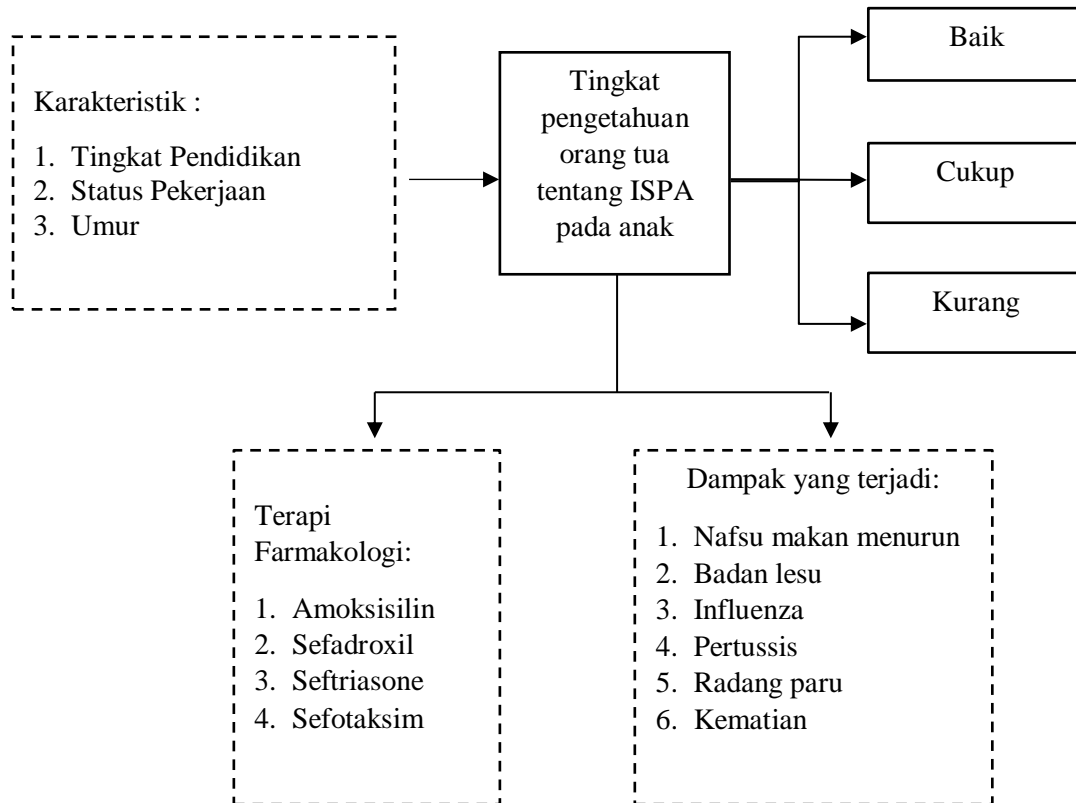 Karakteristik :
1. Tingkat Pendidikan
2. Status Pekerjaan
3. Umur
Tingkat
pengetahuan
orang tua
tentang ISPA
pada anak
Baik
Cukup
Kurang
Terapi
Farmakologi:
1. Amoksisilin
2. Sefadroxil
3. Seftriasone
4. Sefotaksim
Dampak yang terjadi:
1. Nafsu makan menurun
2. Badan lesu
3. Influenza
4. Pertussis
5. Radang paru
6. Kematian